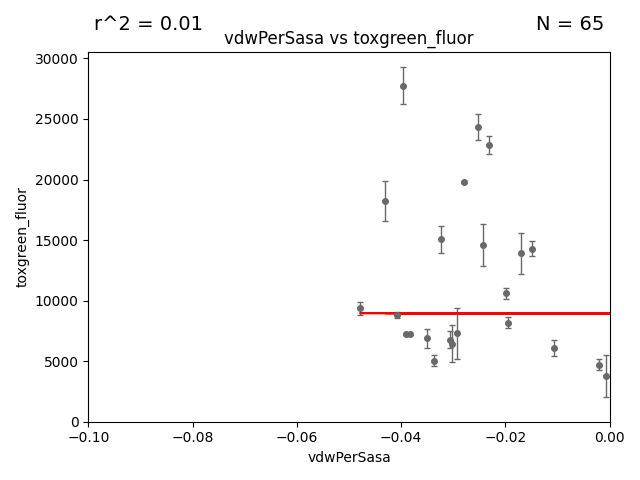 r^2 = 0.01
N = 65
vdwPerSasa vs toxgreen_fluor
30000
25000
20000
15000
10000
5000
0
toxgreen_fluor
−0.10
−0.08
−0.06
−0.04
−0.02
0.00
vdwPerSasa